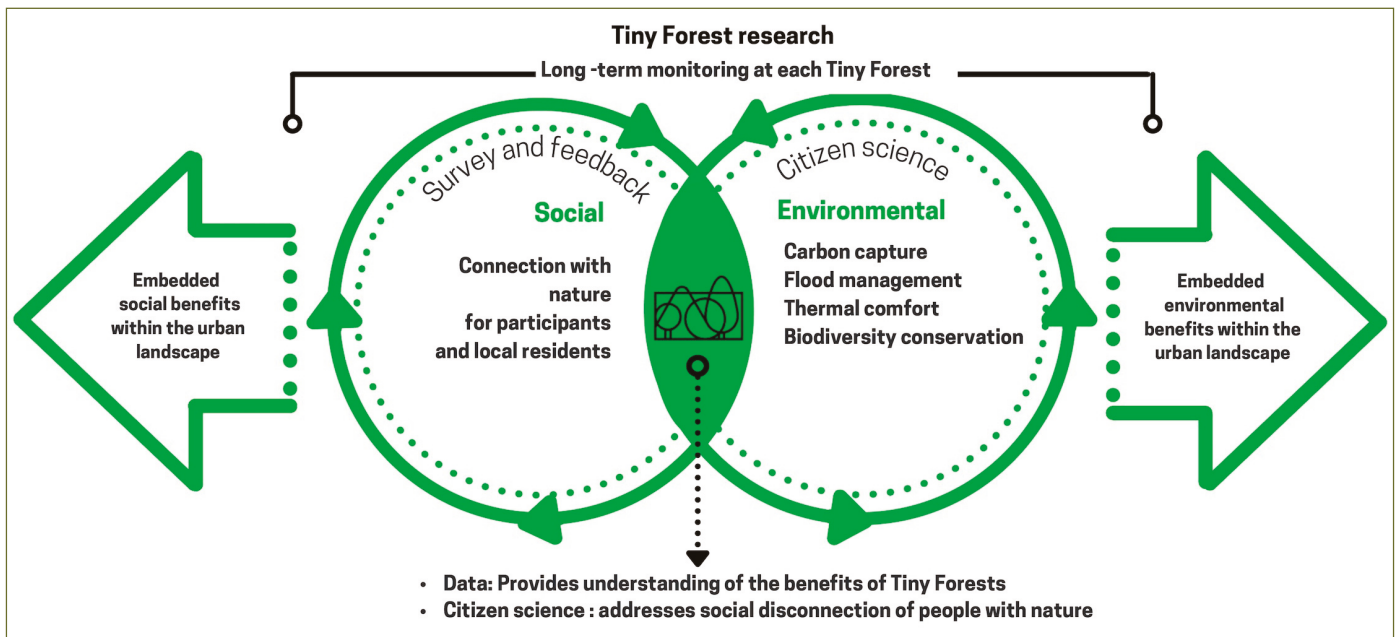 Tiny Forest research
Long -term monitoring at each Tiny Forest
Survey and feedback
Social
Connection with
nature
for participants
and local residents
Citizen science
Environmental
Carbon capture
Flood management
Thermal comfort
Biodiversity conservation
Embedded
social benefits
within the urban
landscape
Embedded
environmental
benefits within the
urban landscape
• Data: Provides understanding of the benefits of Tiny Forests
• Citizen science : addresses social disconnection of people with nature